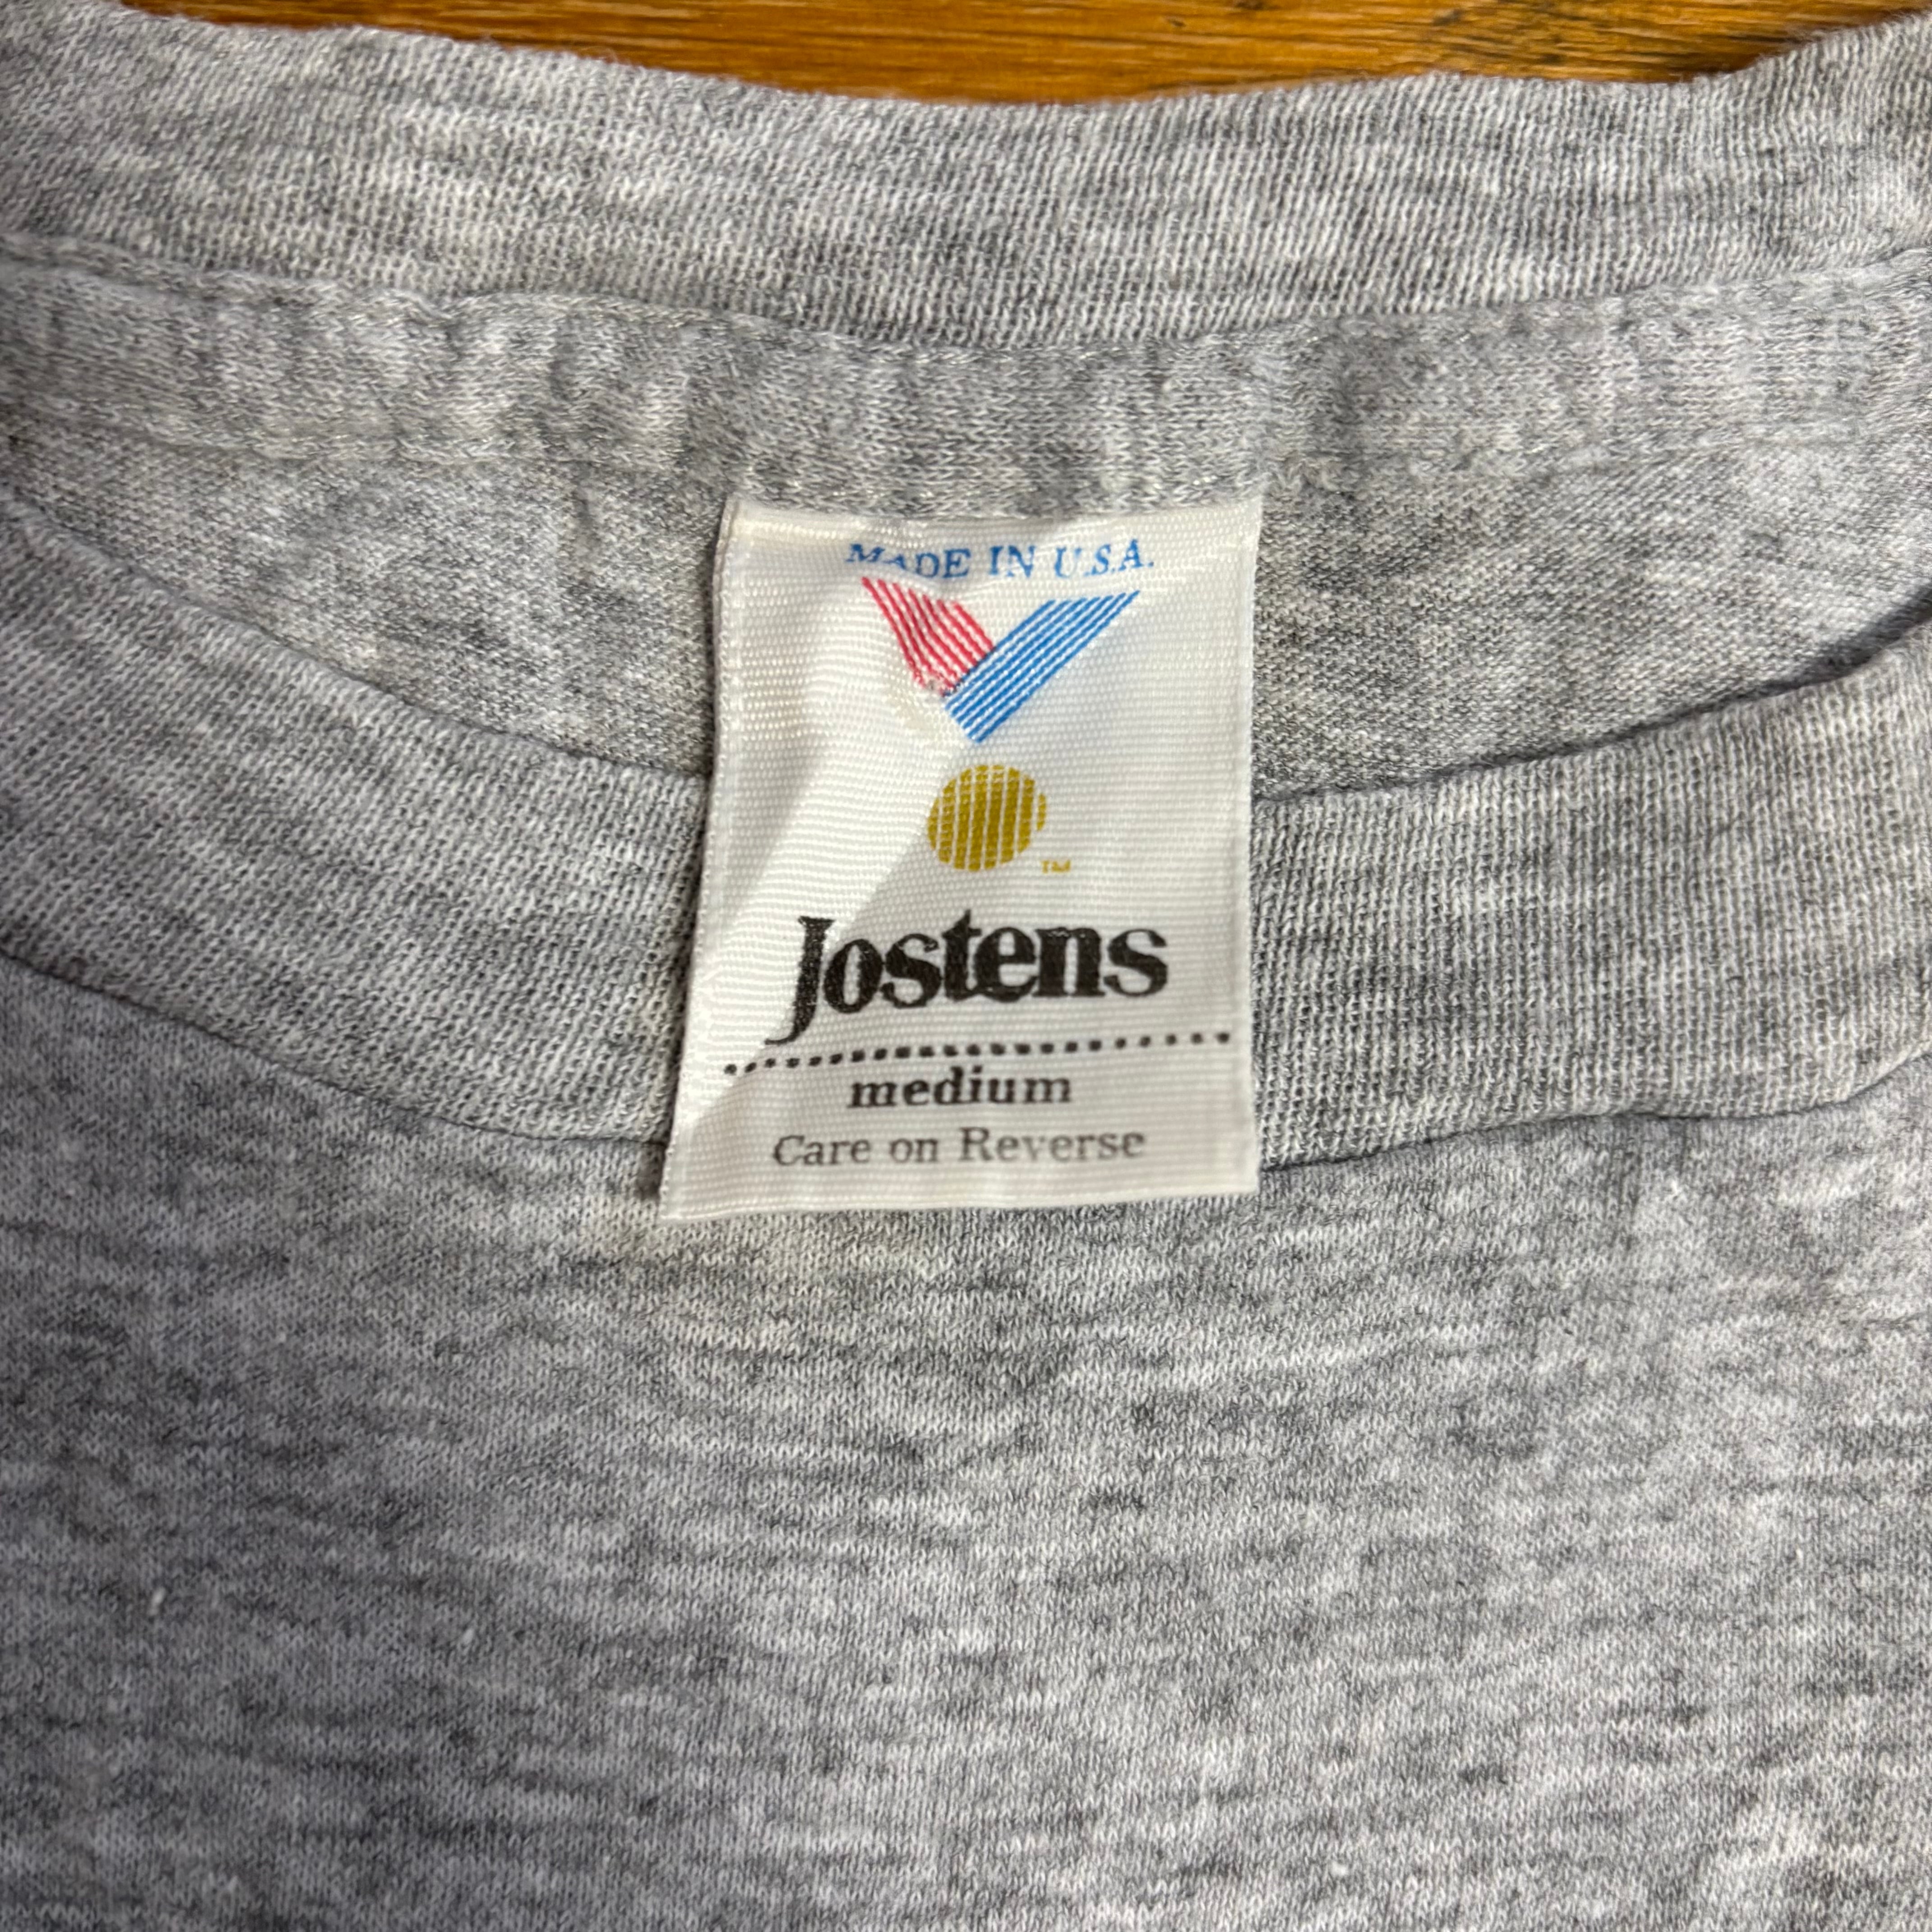 MADE IN U.S.A.
TM
Jostens
medium
Care on Reverse